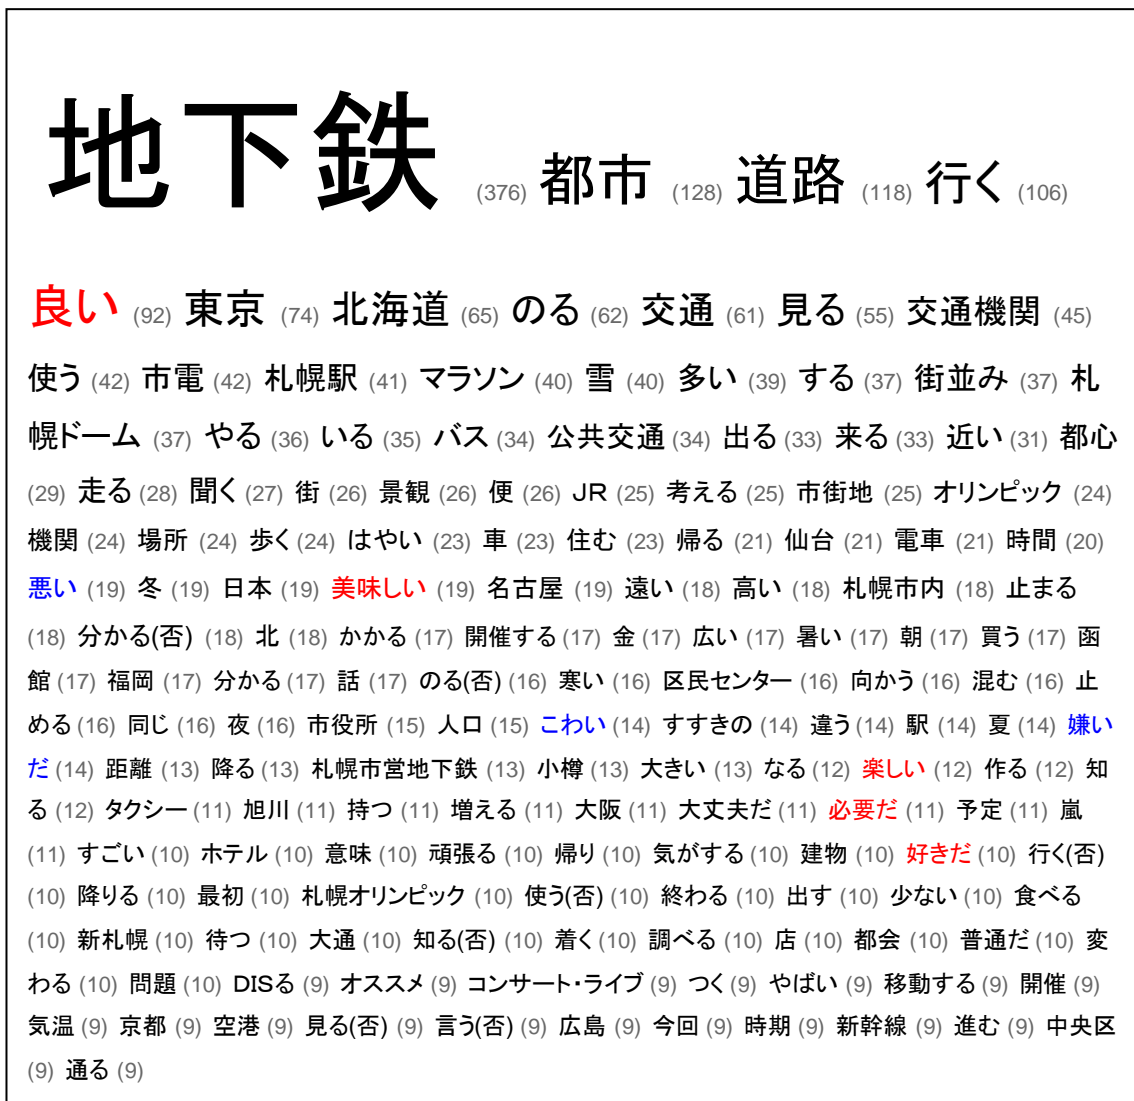 地下鉄 (376) 都市 (128) 道路 (118) 行く (106)
良い (92) 東京 (74) 北海道 (65) のる (62) 交通 (61) 見る (55) 交通機関 (45)
使う (42) 市電 (42) 札幌駅 (41) マラソン (40) 雪 (40) 多い (39) する (37) 街並み (37) 札
幌ドーム (37) やる (36) いる (35) バス (34) 公共交通 (34) 出る (33) 来る (33) 近い (31) 都心
(29) 走る (28) 聞く (27) 街 (26) 景観 (26) 便 (26) JR (25) 考える (25) 市街地 (25) オリンピック (24)
機関 (24) 場所 (24) 歩く (24) はやい (23) 車 (23) 住む (23) 帰る (21) 仙台 (21) 電車 (21) 時間 (20)
悪い (19) 冬 (19) 日本 (19) 美味しい (19) 名古屋 (19) 遠い (18) 高い (18) 札幌市内 (18) 止まる
(18) 分かる(否) (18) 北 (18) かかる (17) 開催する (17) 金 (17) 広い (17) 暑い (17) 朝 (17) 買う (17) 函
館 (17) 福岡 (17) 分かる (17) 話 (17) のる(否) (16) 寒い (16) 区民センター (16) 向かう (16) 混む (16) 止
める (16) 同じ (16) 夜 (16) 市役所 (15) 人口 (15) こわい (14) すすきの (14) 違う (14) 駅 (14) 夏 (14) 嫌い
だ (14) 距離 (13) 降る (13) 札幌市営地下鉄 (13) 小樽 (13) 大きい (13) なる (12) 楽しい (12) 作る (12) 知
る (12) タクシー (11) 旭川 (11) 持つ (11) 増える (11) 大阪 (11) 大丈夫だ (11) 必要だ (11) 予定 (11) 嵐
(11) すごい (10) ホテル (10) 意味 (10) 頑張る (10) 帰り (10) 気がする (10) 建物 (10) 好きだ (10) 行く(否)
(10) 降りる (10) 最初 (10) 札幌オリンピック (10) 使う(否) (10) 終わる (10) 出す (10) 少ない (10) 食べる
(10) 新札幌 (10) 待つ (10) 大通 (10) 知る(否) (10) 着く (10) 調べる (10) 店 (10) 都会 (10) 普通だ (10) 変
わる (10) 問題 (10) DISる (9) オススメ (9) コンサート・ライブ (9) つく (9) やばい (9) 移動する (9) 開催 (9)
気温 (9) 京都 (9) 空港 (9) 見る(否) (9) 言う(否) (9) 広島 (9) 今回 (9) 時期 (9) 新幹線 (9) 進む (9) 中央区
(9) 通る (9)